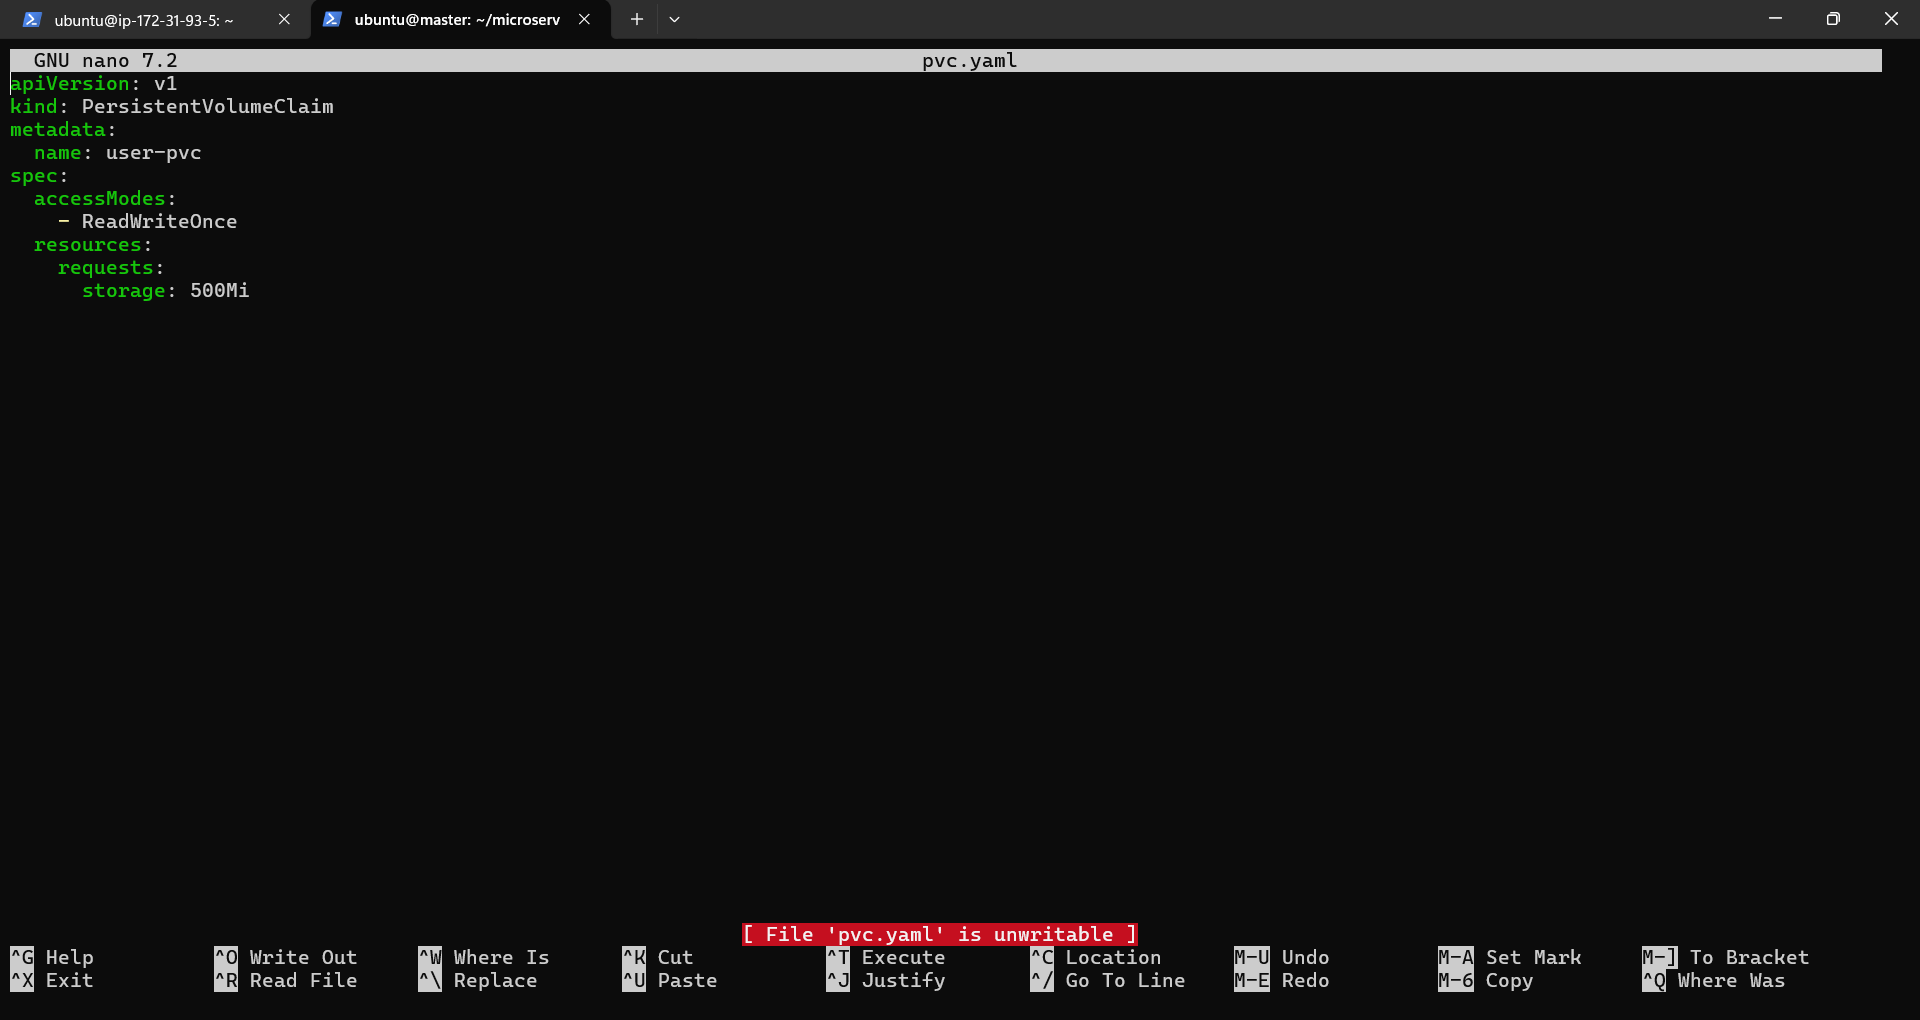 ubuntu@ip-172-31-93-5: ~ ubuntu@master: ~/microserv
GNU nano 7.2 pvc.yaml
apiVersion: v1
kind: PersistentVolumeClaim
metadata:
  name: user-pvc
spec:
  accessModes:
    - ReadWriteOnce
  resources:
    requests:
      storage: 500Mi
[ File 'pvc.yaml' is unwritable ]
^G Help ^O Write Out ^W Where Is ^K Cut ^T Execute ^C Location M-U Undo M-A Set Mark M-] To Bracket
^X Exit ^R Read File ^\ Replace ^U Paste ^J Justify ^/ Go To Line M-E Redo M-6 Copy ^Q Where Was